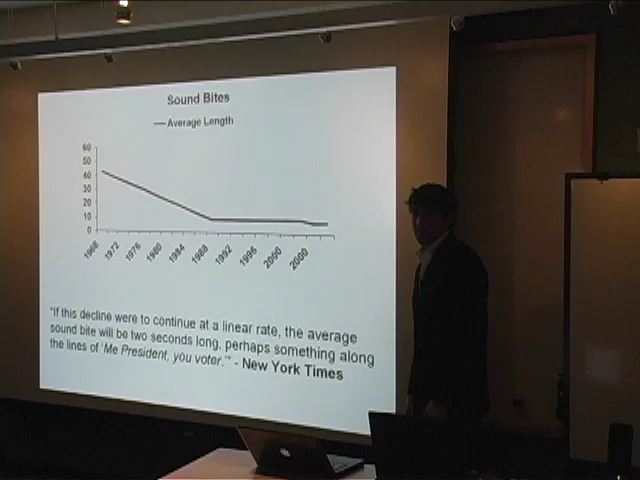 Sound Bites
Average Length
60
50
40
30
20
10
0
1968 1972 1976 1980 1984 1988 1992 1996 2000 2000
"If this decline were to continue at a linear rate, the average
sound bite will be two seconds long, perhaps something along
the lines of 'Me President, you voter.'" - New York Times